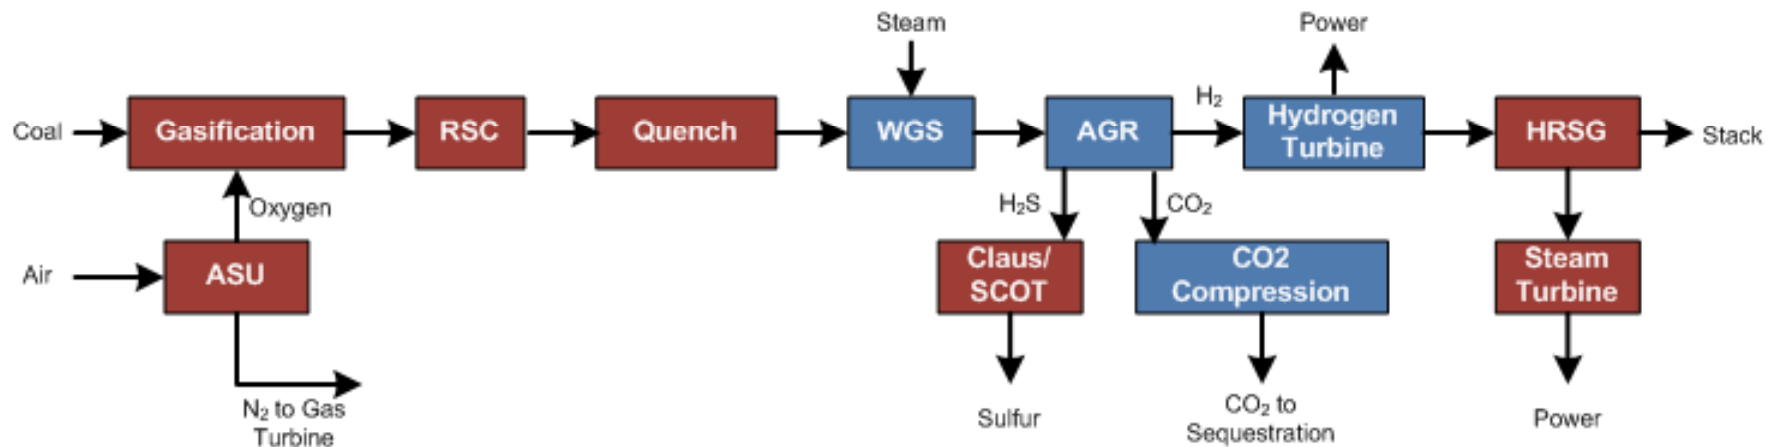 Steam
Power
Coal
Gasification
RSC
Quench
WGS
AGR
H₂
Hydrogen
Turbine
HRSG
Stack
Oxygen
H₂S
CO₂
Air
ASU
Claus/
SCOT
CO2
Compression
Steam
Turbine
N₂ to Gas
Turbine
Sulfur
CO₂ to
Sequestration
Power